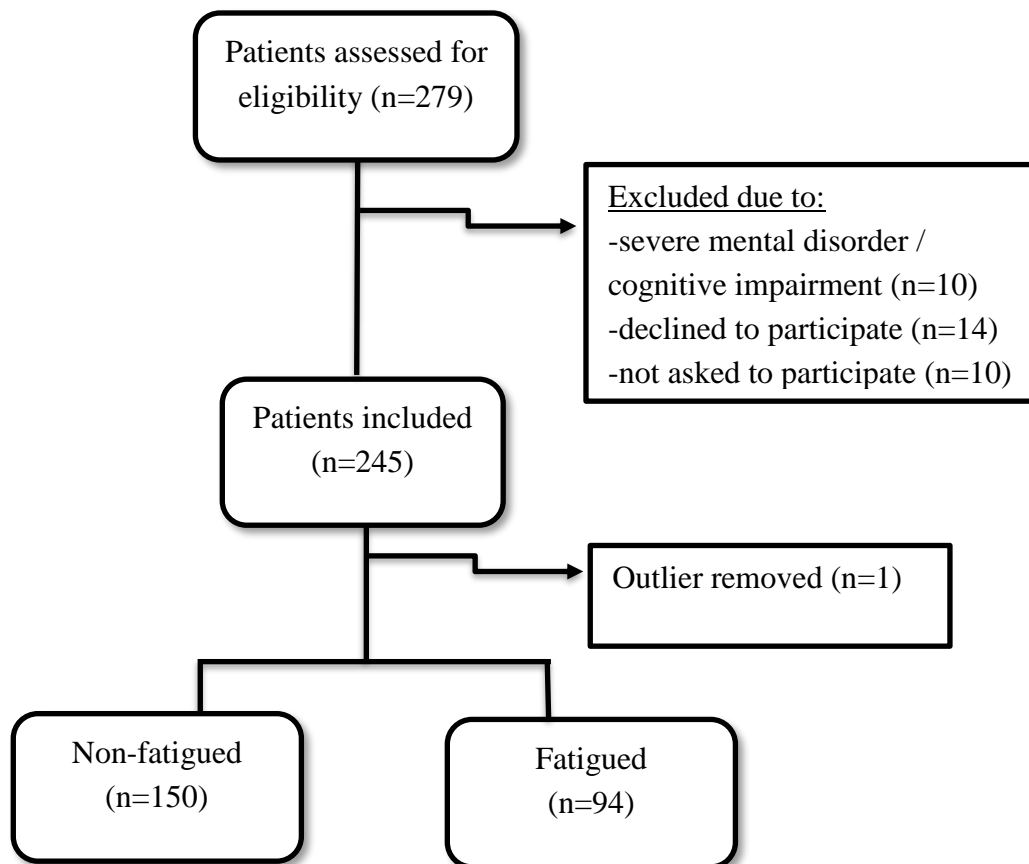 Patients assessed for
eligibility (n=279)
Excluded due to:
-severe mental disorder /
cognitive impairment (n=10)
-declined to participate (n=14)
-not asked to participate (n=10)
Patients included
(n=245)
Outlier removed (n=1)
Non-fatigued
(n=150)
Fatigued
(n=94)